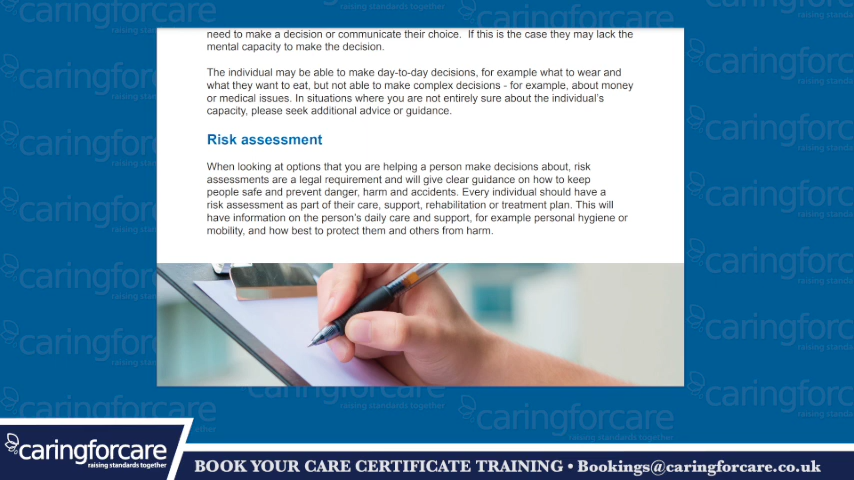 need to make a decision or communicate their choice. If this is the case they may lack the
mental capacity to make the decision.
The individual may be able to make day-to-day decisions, for example what to wear and
what they want to eat, but not able to make complex decisions - for example, about money
or medical issues. In situations where you are not entirely sure about the individual's
capacity, please seek additional advice or guidance.
Risk assessment
When looking at options that you are helping a person make decisions about, risk
assessments are a legal requirement and will give clear guidance on how to keep
people safe and prevent danger, harm and accidents. Every individual should have a
risk assessment as part of their care, support, rehabilitation or treatment plan. This will
have information on the person's daily care and support, for example personal hygiene or
mobility, and how best to protect them and others from harm.
caringforcare
raising standards together
BOOK YOUR CARE CERTIFICATE TRAINING • Bookings@caringforcare.co.uk